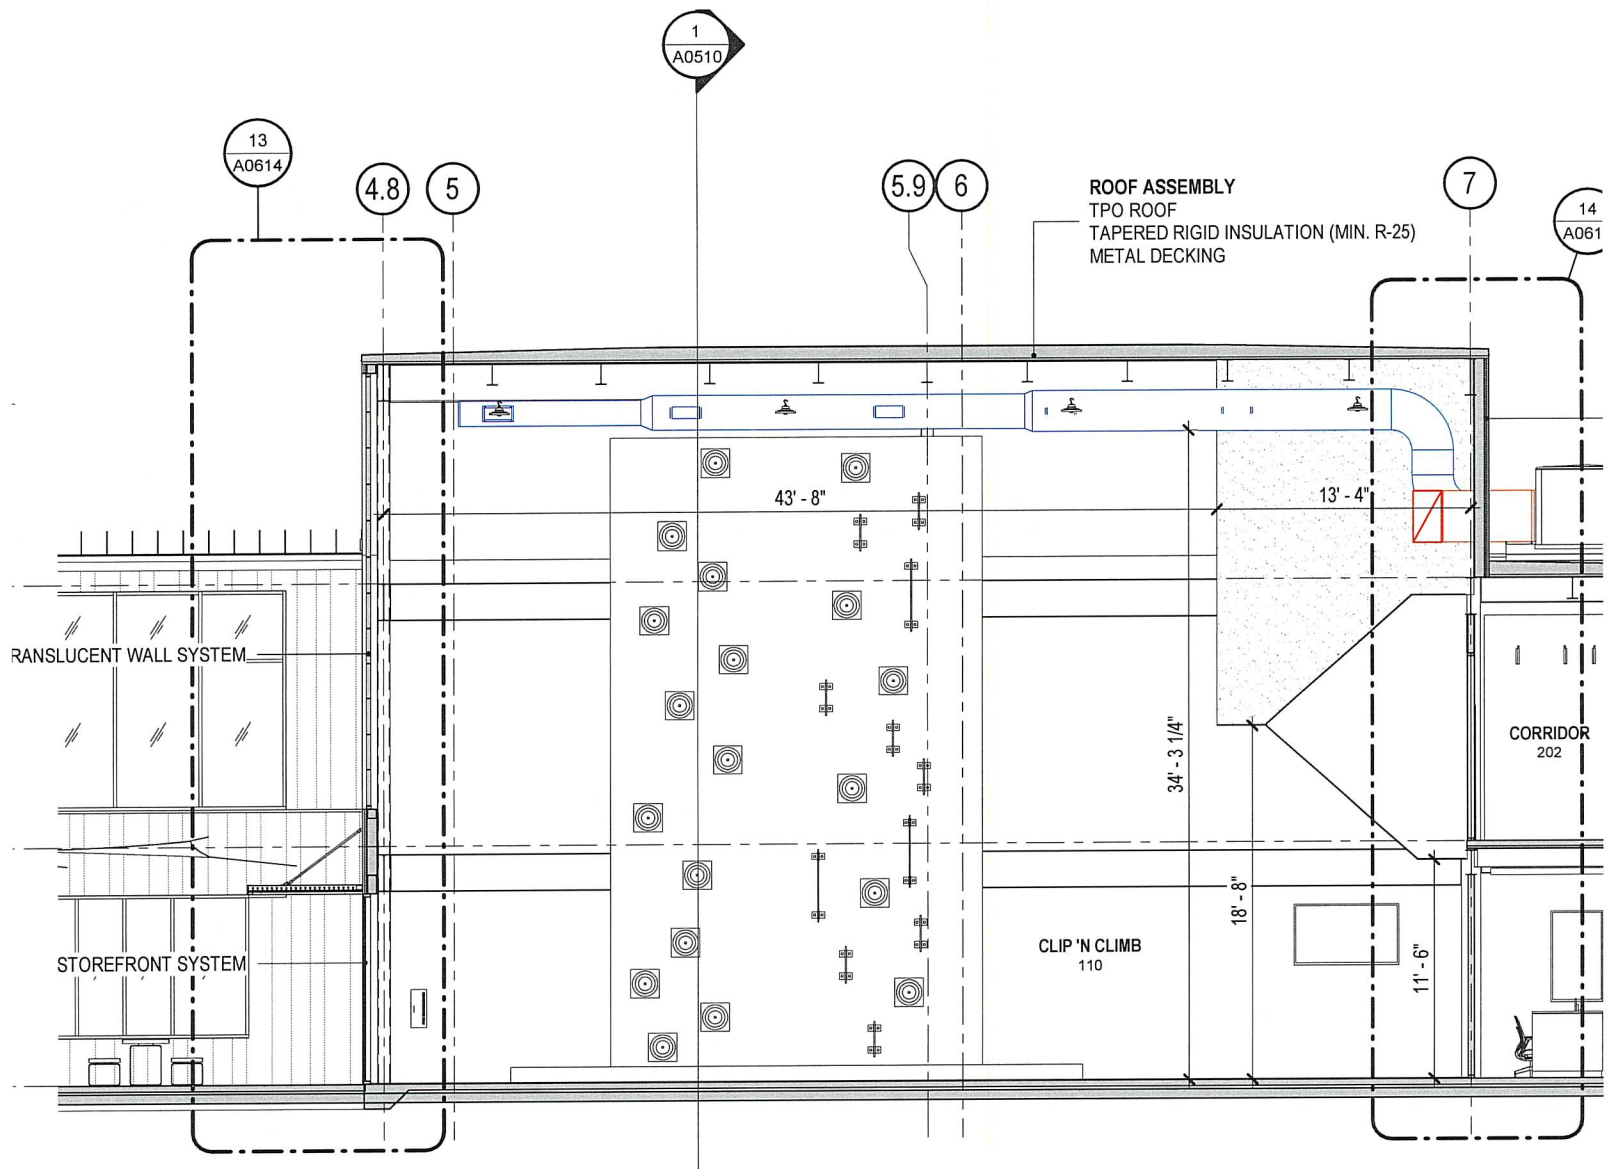 1
A0510
13
A0614
4.8
5
5.9
6
7
14
A061
ROOF ASSEMBLY
TPO ROOF
TAPERED RIGID INSULATION (MIN. R-25)
METAL DECKING
43' - 8"
13' - 4"
RANSLUCENT WALL SYSTEM
34' - 3 1/4"
CORRIDOR
202
18' - 8"
STOREFRONT SYSTEM
CLIP 'N CLIMB
110
11' - 6"